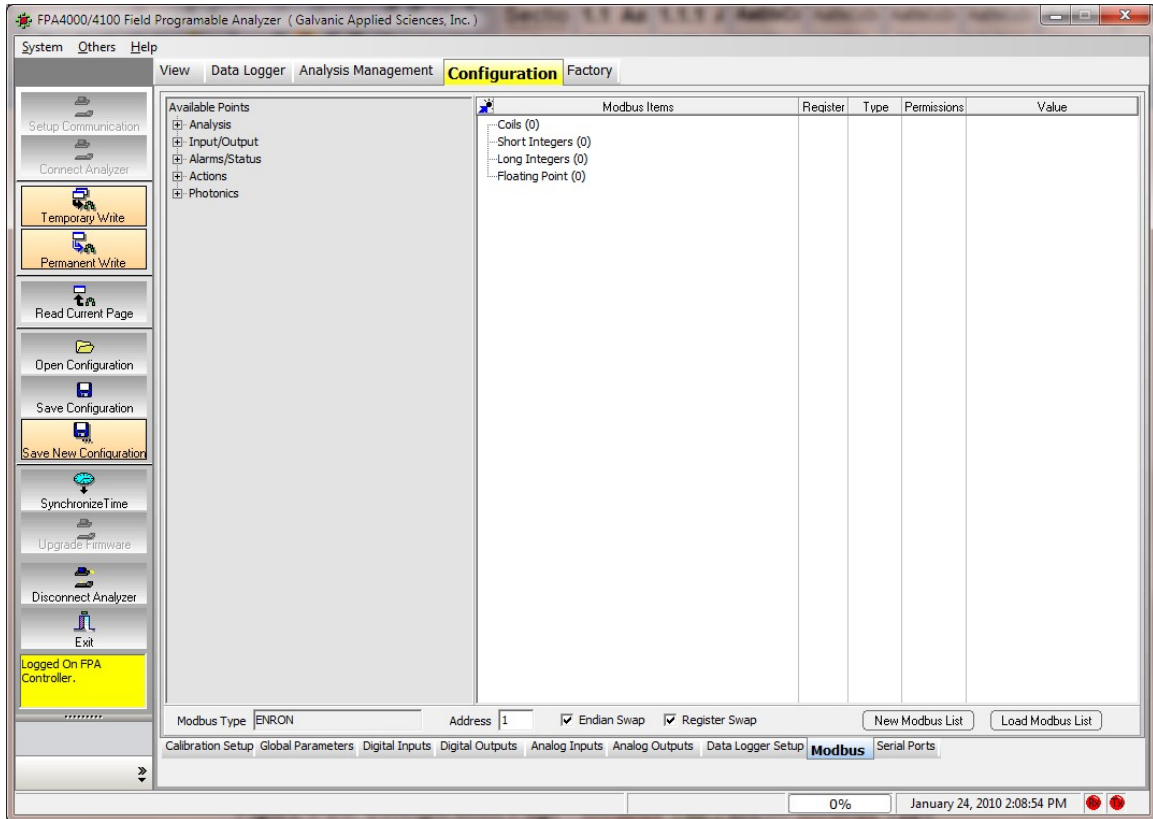 FPA4000/4100 Field Programable Analyzer ( Galvanic Applied Sciences, Inc. )
System Others Help
View Data Logger Analysis Management Configuration Factory
Setup Communication
Connect Analyzer
Temporary Write
Permanent Write
Read Current Page
Open Configuration
Save Configuration
Save New Configuration
SynchronizeTime
Upgrade Firmware
Disconnect Analyzer
Exit
Logged On FPA
Controller.
Available Points
Analysis
Input/Output
Alarms/Status
Actions
Photonics
Modbus Items Register Type Permissions Value
Coils (0)
Short Integers (0)
Long Integers (0)
Floating Point (0)
Modbus Type ENRON Address 1 Endian Swap Register Swap New Modbus List Load Modbus List
Calibration Setup Global Parameters Digital Inputs Digital Outputs Analog Inputs Analog Outputs Data Logger Setup Modbus Serial Ports
0% January 24, 2010 2:08:54 PM Rx Tx